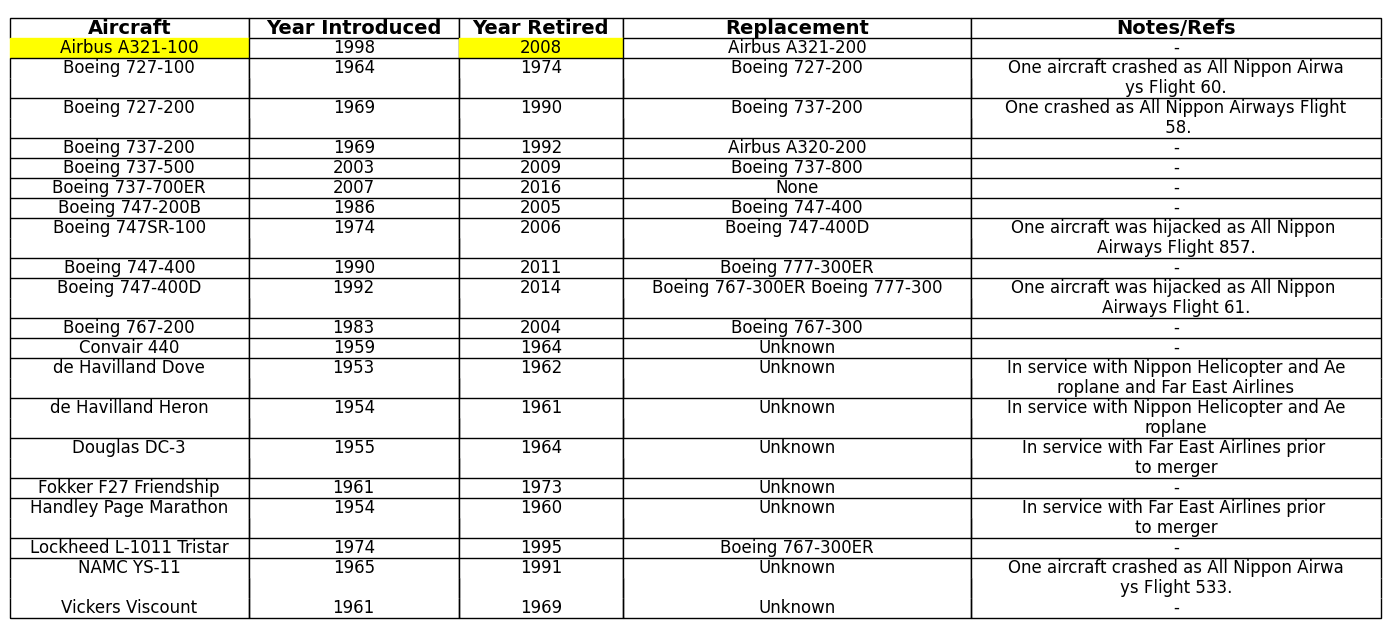 Aircraft Year Introduced Year Retired Replacement Notes/Refs
Airbus A321-100 1998 2008 Airbus A321-200 -
Boeing 727-100 1964 1974 Boeing 727-200 One aircraft crashed as All Nippon Airwa
ys Flight 60.
Boeing 727-200 1969 1990 Boeing 737-200 One crashed as All Nippon Airways Flight
58.
Boeing 737-200 1969 1992 Airbus A320-200 -
Boeing 737-500 2003 2009 Boeing 737-800 -
Boeing 737-700ER 2007 2016 None -
Boeing 747-200B 1986 2005 Boeing 747-400 -
Boeing 747SR-100 1974 2006 Boeing 747-400D One aircraft was hijacked as All Nippon
Airways Flight 857.
Boeing 747-400 1990 2011 Boeing 777-300ER -
Boeing 747-400D 1992 2014 Boeing 767-300ER Boeing 777-300 One aircraft was hijacked as All Nippon
Airways Flight 61.
Boeing 767-200 1983 2004 Boeing 767-300 -
Convair 440 1959 1964 Unknown -
de Havilland Dove 1953 1962 Unknown In service with Nippon Helicopter and Ae
roplane and Far East Airlines
de Havilland Heron 1954 1961 Unknown In service with Nippon Helicopter and Ae
roplane
Douglas DC-3 1955 1964 Unknown In service with Far East Airlines prior
to merger
Fokker F27 Friendship 1961 1973 Unknown -
Handley Page Marathon 1954 1960 Unknown In service with Far East Airlines prior
to merger
Lockheed L-1011 Tristar 1974 1995 Boeing 767-300ER -
NAMC YS-11 1965 1991 Unknown One aircraft crashed as All Nippon Airwa
ys Flight 533.
Vickers Viscount 1961 1969 Unknown -